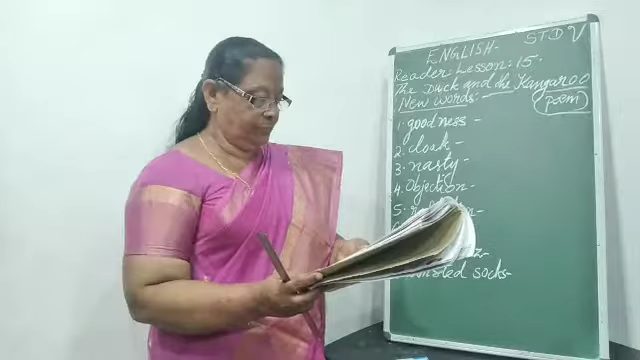 ENGLISH- STD V
Reader: Lesson: 15.
The Duck and the Kangaroo
New Words: - (poem)
1. goodness -
2. cloak -
3. nasty -
4. Objection -
5.
socks-